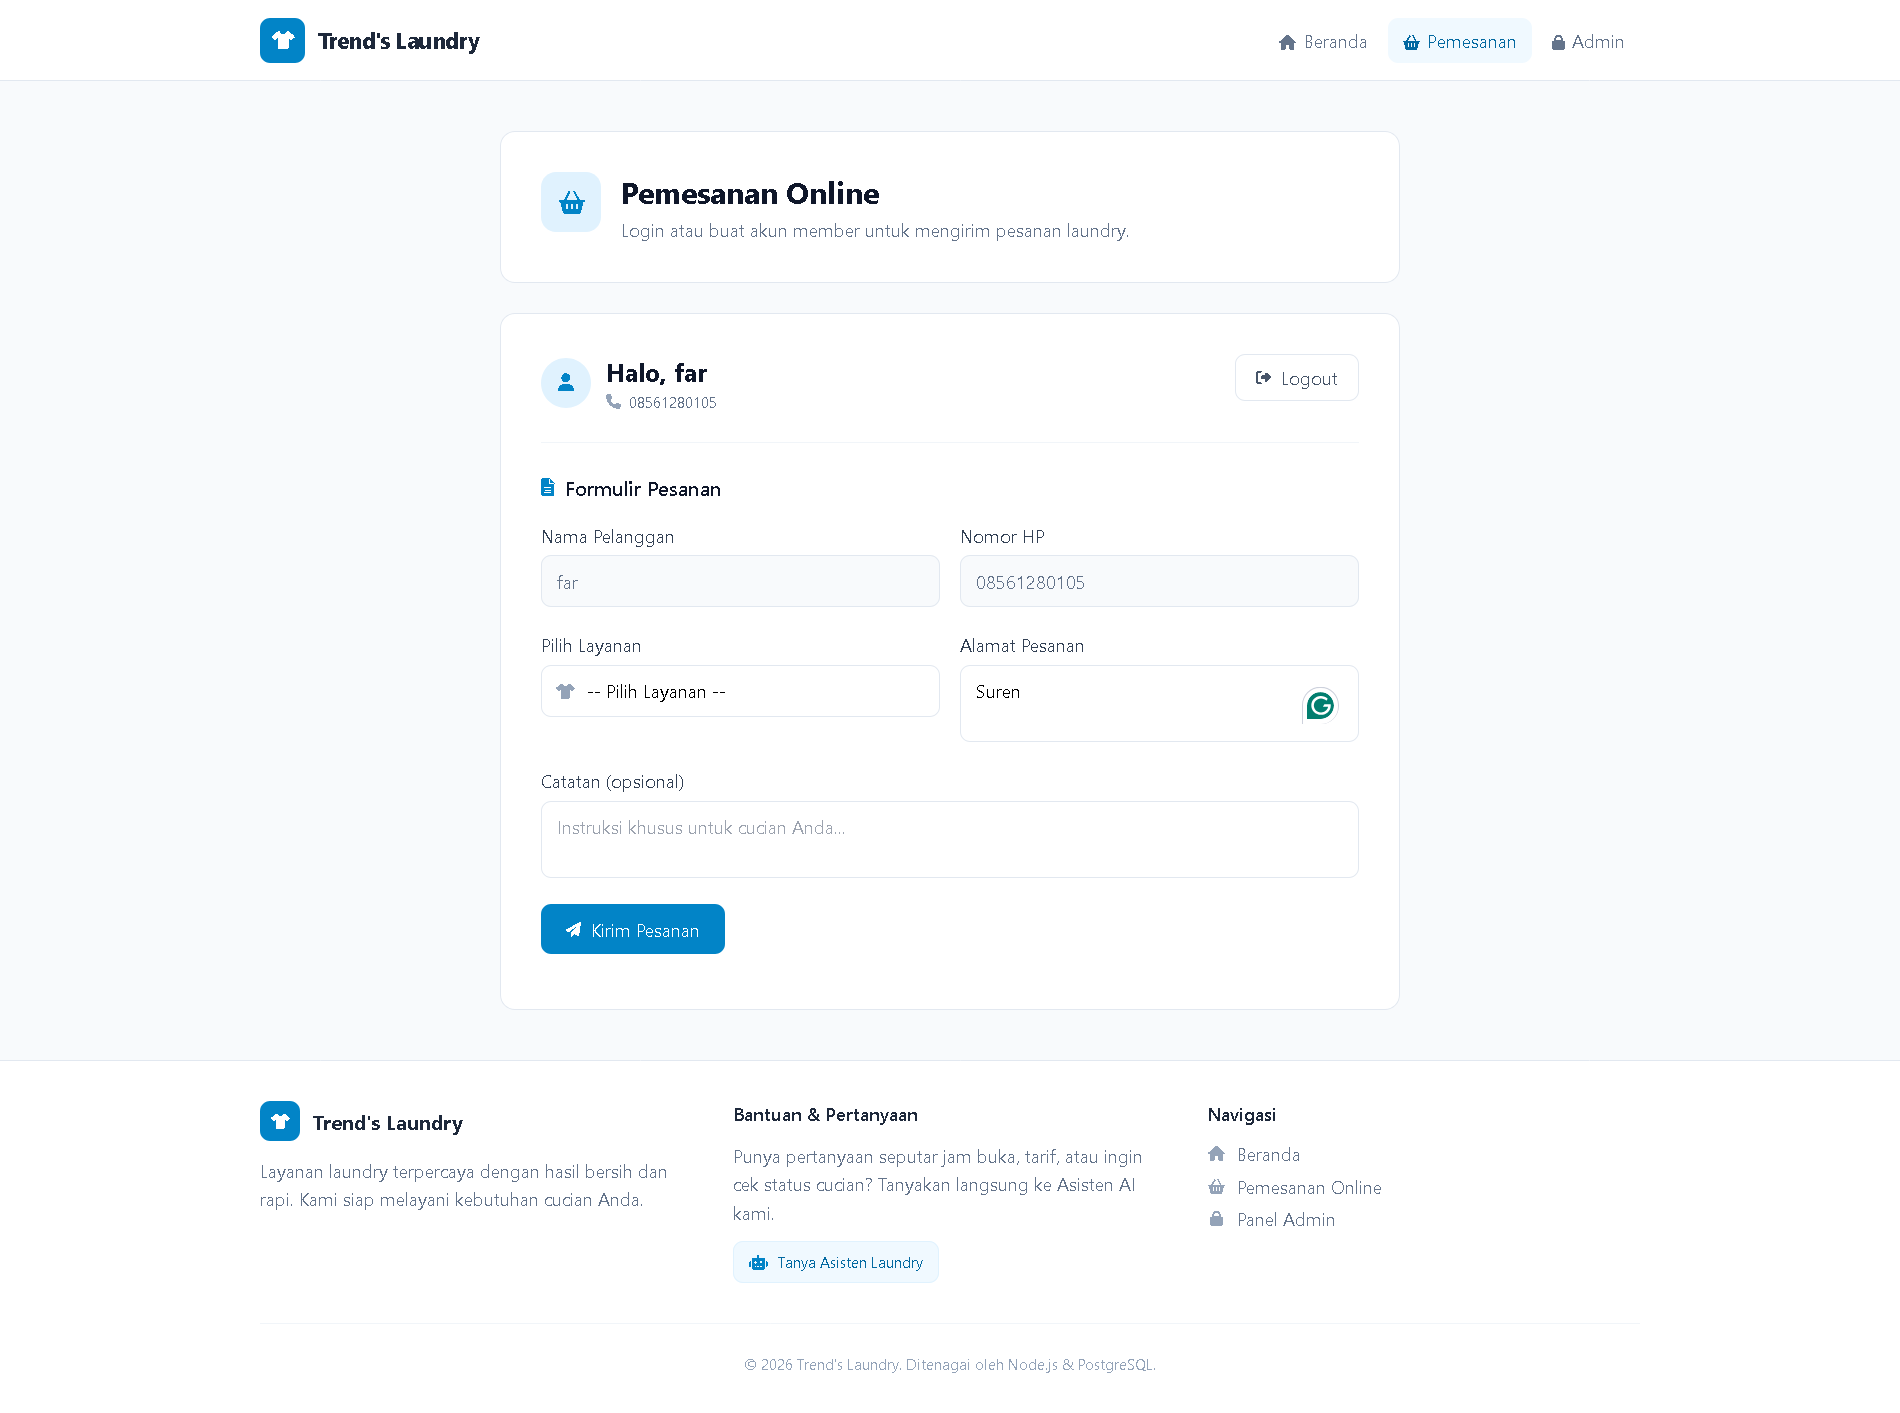 Trend's Laundry
Beranda
Pemesanan
Admin
Pemesanan Online
Login atau buat akun member untuk mengirim pesanan laundry.
Halo, far
08561280105
Logout
Formulir Pesanan
Nama Pelanggan
Nomor HP
far
08561280105
Pilih Layanan
Alamat Pesanan
-- Pilih Layanan --
Suren
Catatan (opsional)
Instruksi khusus untuk cucian Anda...
Kirim Pesanan
Trend's Laundry
Layanan laundry terpercaya dengan hasil bersih dan
rapi. Kami siap melayani kebutuhan cucian Anda.
Bantuan & Pertanyaan
Punya pertanyaan seputar jam buka, tarif, atau ingin
cek status cucian? Tanyakan langsung ke Asisten AI
kami.
Tanya Asisten Laundry
Navigasi
Beranda
Pemesanan Online
Panel Admin
© 2026 Trend's Laundry. Ditenagai oleh Node.js & PostgreSQL.